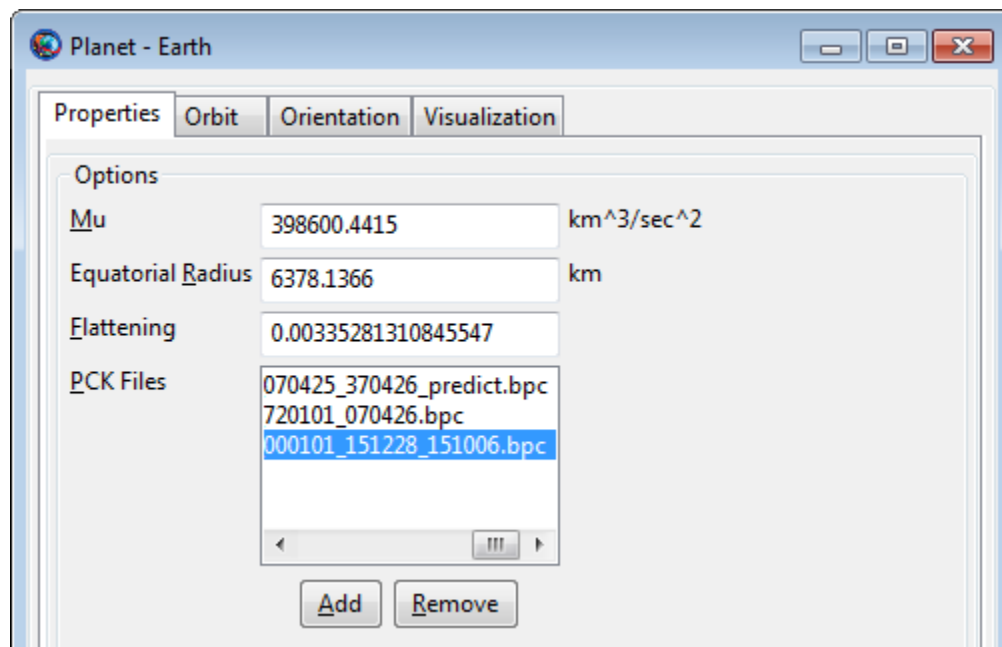 Planet - Earth
Properties Orbit Orientation Visualization
Options
Mu 398600.4415 km^3/sec^2
Equatorial Radius 6378.1366 km
Flattening 0.00335281310845547
PCK Files 070425_370426_predict.bpc
720101_070426.bpc
000101_151228_151006.bpc
Add Remove